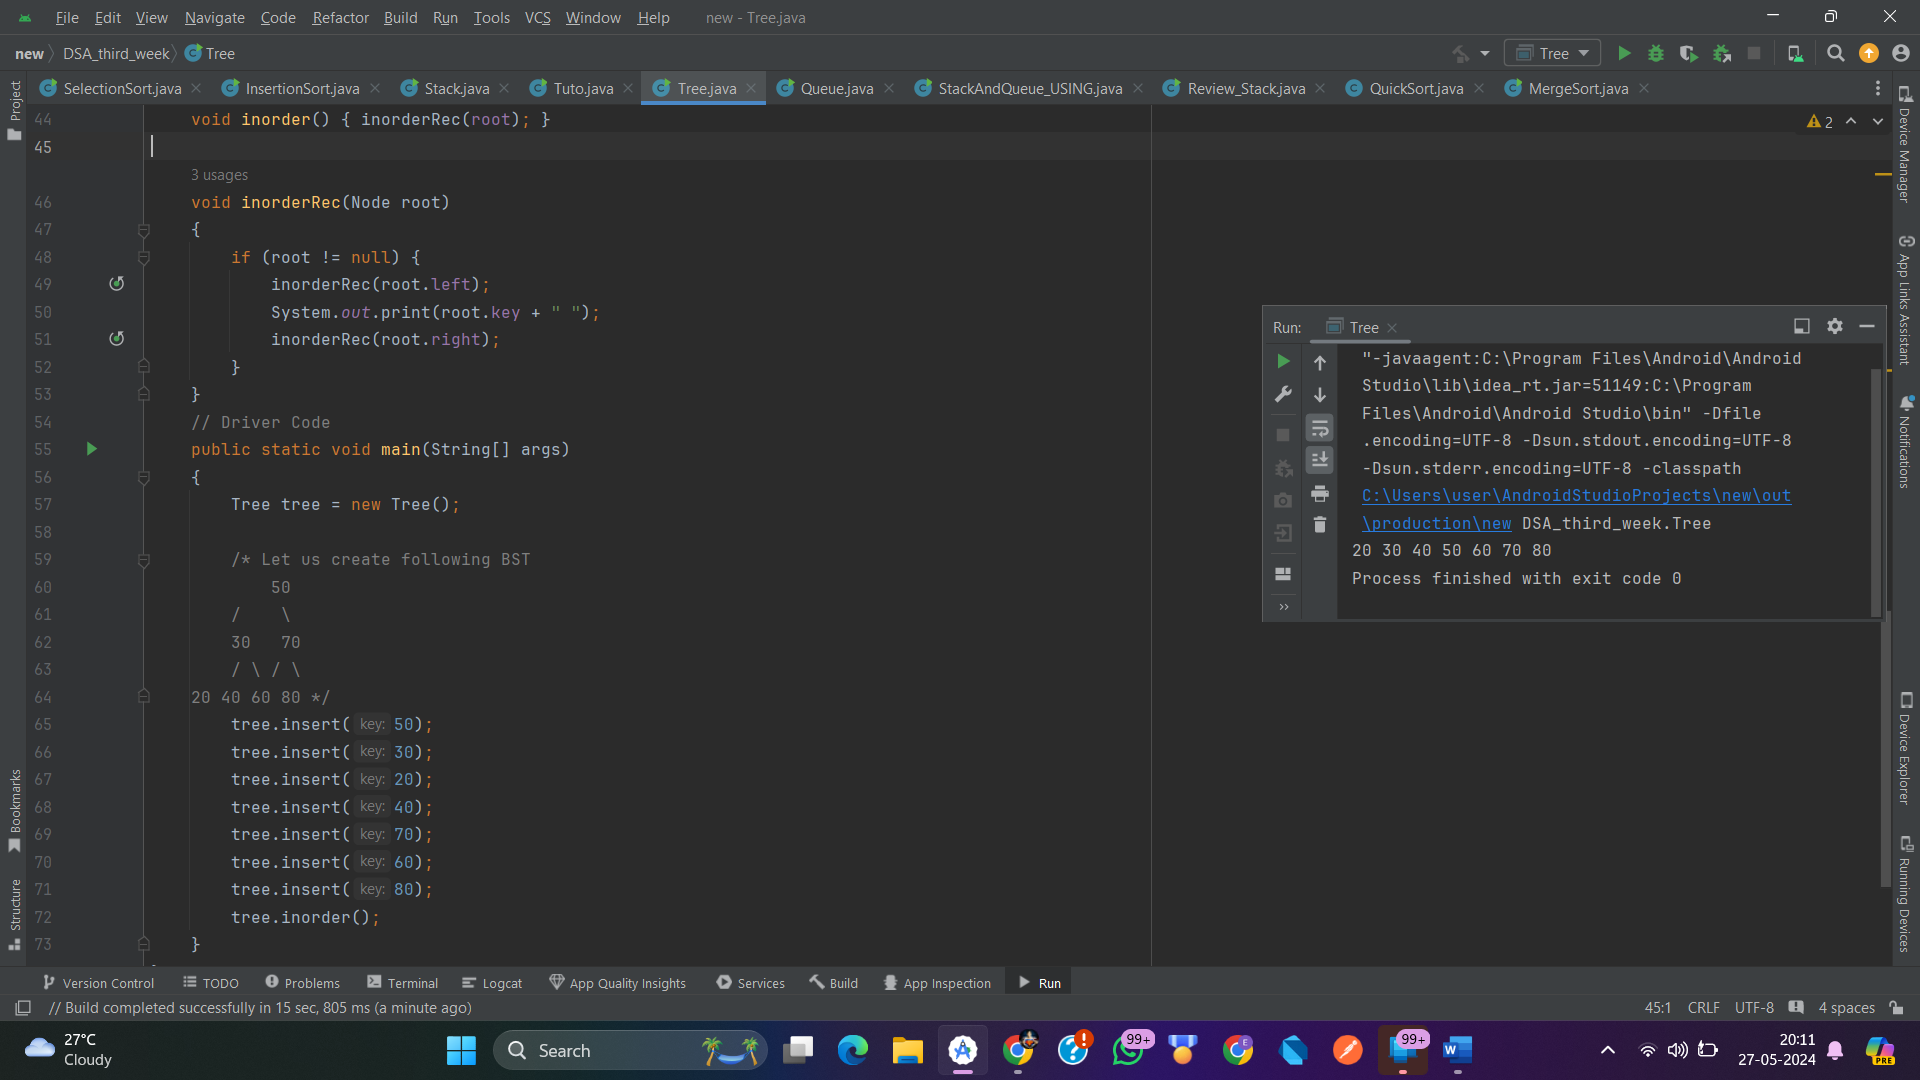 File Edit View Navigate Code Refactor Build Run Tools VCS Window Help new - Tree.java
new DSA_third_week Tree
Tree
SelectionSort.java InsertionSort.java Stack.java Tuto.java Tree.java Queue.java StackAndQueue_USING.java Review_Stack.java QuickSort.java MergeSort.java
Project
Bookmarks
Structure
44 void inorder() { inorderRec(root); }
45
3 usages
46 void inorderRec(Node root)
47 {
48 if (root != null) {
49 inorderRec(root.left);
50 System.out.print(root.key + " ");
51 inorderRec(root.right);
52 }
53 }
54 // Driver Code
55 public static void main(String[] args)
56 {
57 Tree tree = new Tree();
58
59 /* Let us create following BST
60 50
61 / \
62 30 70
63 / \ / \
64 20 40 60 80 */
65 tree.insert( key: 50);
66 tree.insert( key: 30);
67 tree.insert( key: 20);
68 tree.insert( key: 40);
69 tree.insert( key: 70);
70 tree.insert( key: 60);
71 tree.insert( key: 80);
72 tree.inorder();
73 }
2
Run: Tree
"-javaagent:C:\Program Files\Android\Android
Studio\lib\idea_rt.jar=51149:C:\Program
Files\Android\Android Studio\bin" -Dfile
.encoding=UTF-8 -Dsun.stdout.encoding=UTF-8
-Dsun.stderr.encoding=UTF-8 -classpath
C:\Users\user\AndroidStudioProjects\new\out
\production\new DSA_third_week.Tree
20 30 40 50 60 70 80
Process finished with exit code 0
Device Manager
App Links Assistant
Notifications
Device Explorer
Running Devices
Version Control TODO Problems Terminal Logcat App Quality Insights Services Build App Inspection Run
// Build completed successfully in 15 sec, 805 ms (a minute ago) 45:1 CRLF UTF-8 4 spaces
27°C
Cloudy
Search
99+
E
99+
20:11
27-05-2024
PRE